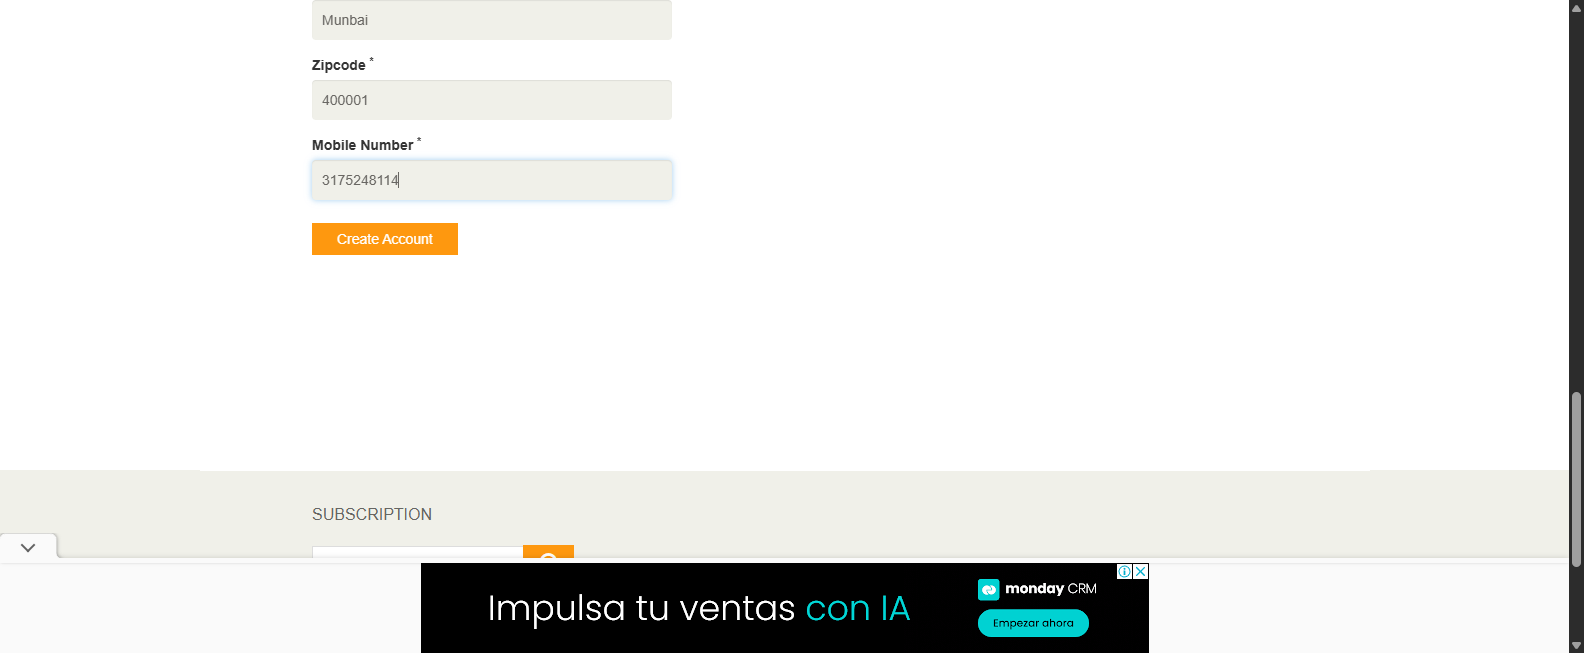 Munbai
Zipcode *
400001
Mobile Number *
3175248114
Create Account
SUBSCRIPTION
Impulsa tu ventas con IA
monday CRM
Empezar ahora